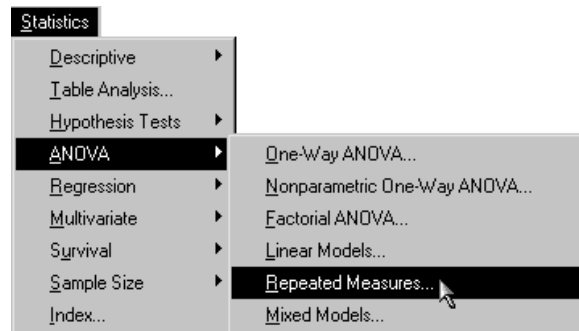 Statistics
Descriptive
Table Analysis...
Hypothesis Tests
ANOVA
Regression
Multivariate
Survival
Sample Size
Index...
One-Way ANOVA...
Nonparametric One-Way ANOVA...
Factorial ANOVA...
Linear Models...
Repeated Measures...
Mixed Models...